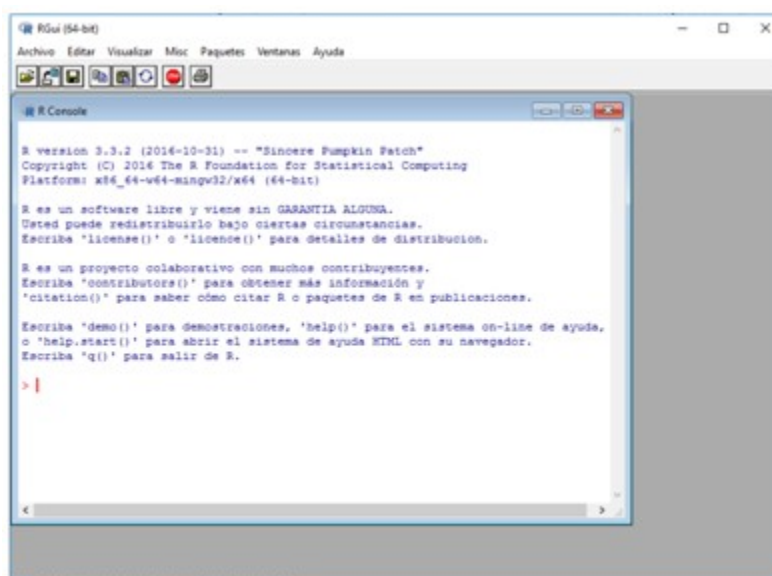 RGui (64-bit)
Archivo Editar Visualizar Misc Paquetes Ventanas Ayuda
STOP
R Console
R version 3.3.2 (2016-10-31) -- "Sincere Pumpkin Patch"
Copyright (C) 2016 The R Foundation for Statistical Computing
Platform: x86_64-w64-mingw32/x64 (64-bit)
R es un software libre y viene sin GARANTIA ALGUNA.
Usted puede redistribuirlo bajo ciertas circunstancias.
Escriba 'license()' o 'licence()' para detalles de distribucion.
R es un proyecto colaborativo con muchos contribuyentes.
Escriba 'contributors()' para obtener más información y
'citation()' para saber cómo citar R o paquetes de R en publicaciones.
Escriba 'demo()' para demostraciones, 'help()' para el sistema on-line de ayuda,
o 'help.start()' para abrir el sistema de ayuda HTML con su navegador.
Escriba 'q()' para salir de R.
>